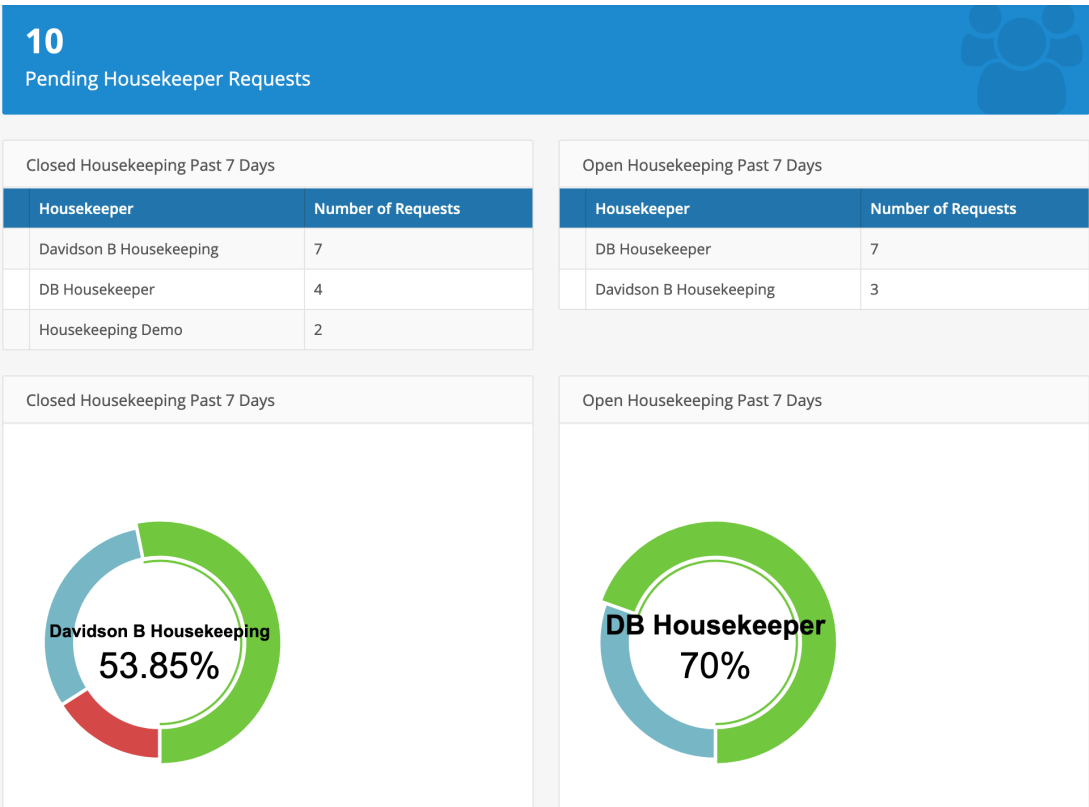 10
Pending Housekeeper Requests
Closed Housekeeping Past 7 Days
Housekeeper Number of Requests
Davidson B Housekeeping 7
DB Housekeeper 4
Housekeeping Demo 2
Open Housekeeping Past 7 Days
Housekeeper Number of Requests
DB Housekeeper 7
Davidson B Housekeeping 3
Closed Housekeeping Past 7 Days
Davidson B Housekeeping
53.85%
Open Housekeeping Past 7 Days
DB Housekeeper
70%